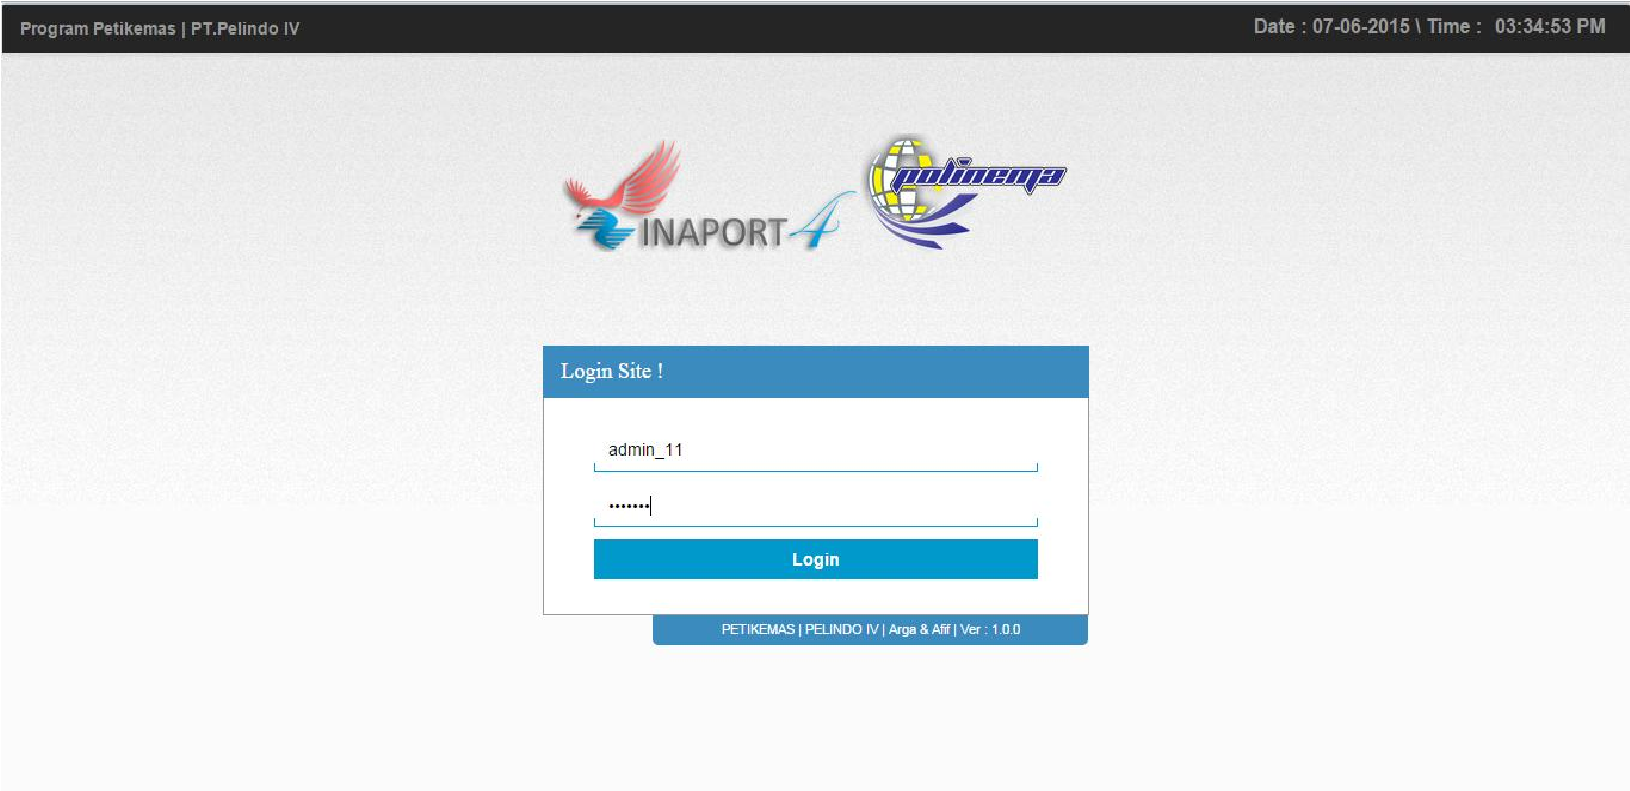 Program Petikemas | PT.Pelindo IV
Date : 07-06-2015 \ Time : 03:34:53 PM
INAPORT 4
polinema
Login Site !
admin_11
•••••••
Login
PETIKEMAS | PELINDO IV | Arga & Afif | Ver : 1.0.0